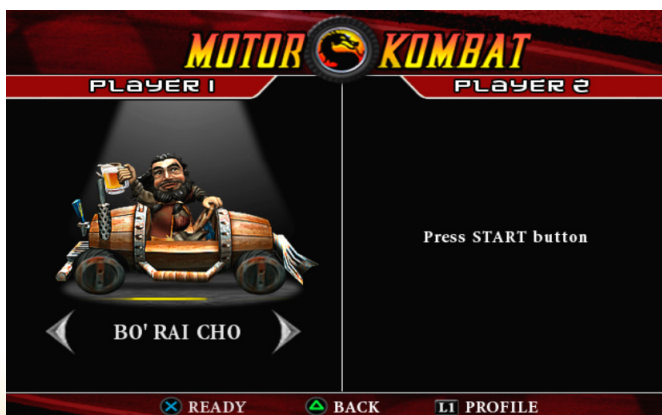 MOTOR KOMBAT
PLAYER 1
PLAYER 2
Press START button
BO' RAI CHO
READY
BACK
L1 PROFILE